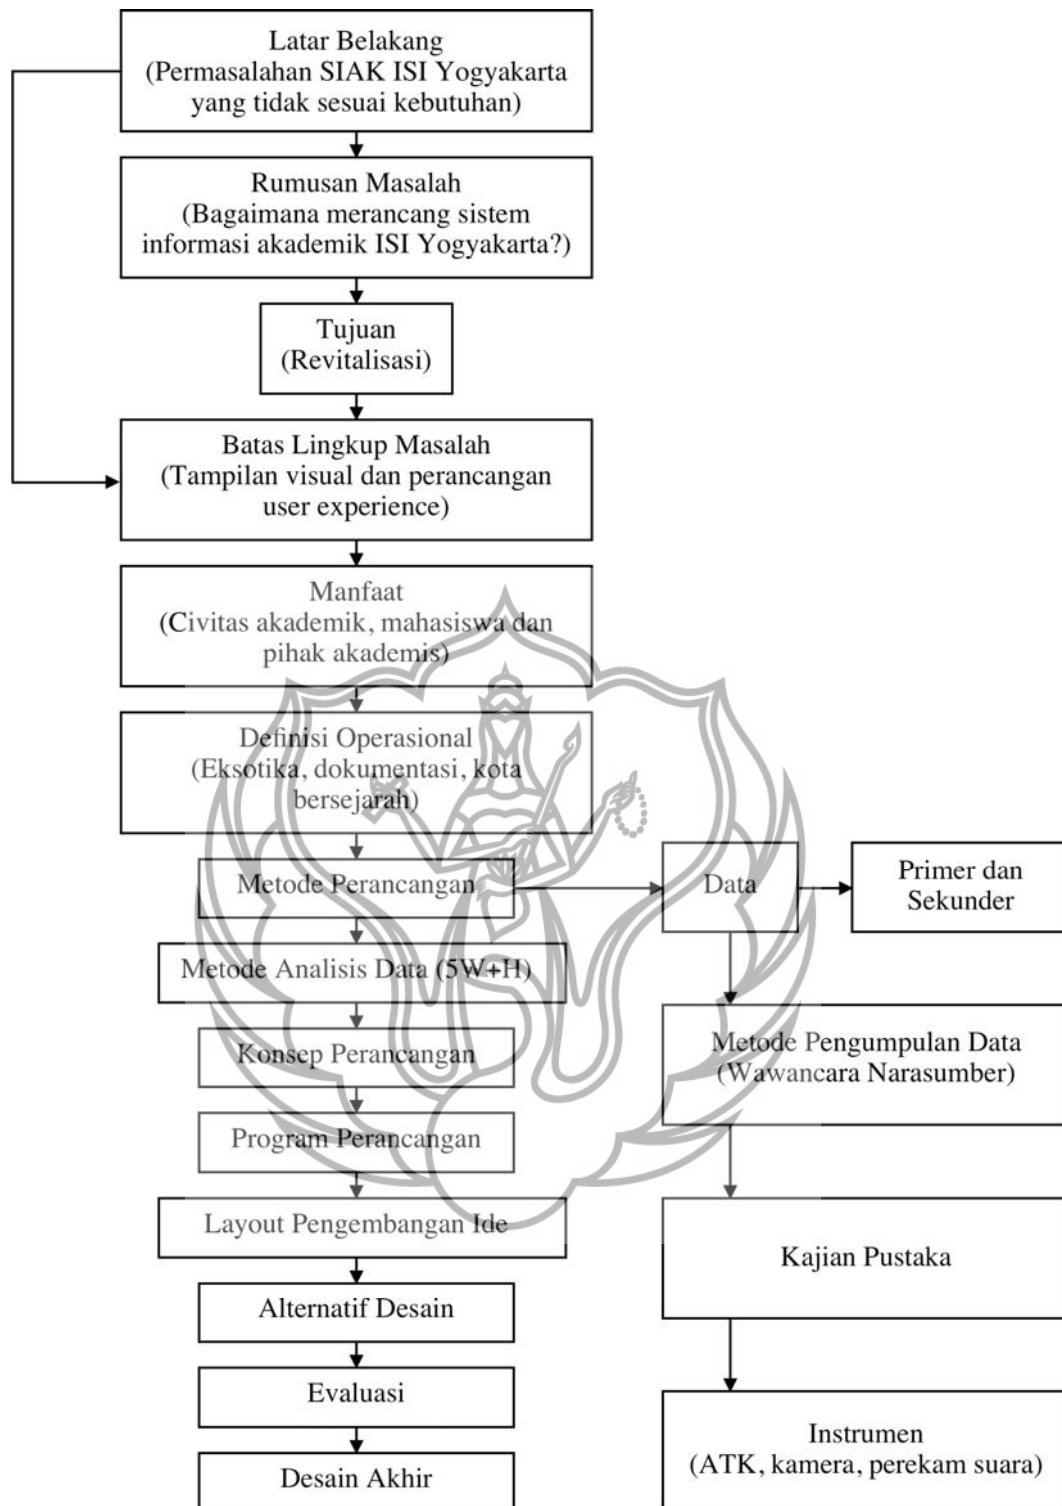 Latar Belakang
(Permasalahan SIAK ISI Yogyakarta
yang tidak sesuai kebutuhan)
Rumusan Masalah
(Bagaimana merancang sistem
informasi akademik ISI Yogyakarta?)
Tujuan
(Revitalisasi)
Batas Lingkup Masalah
(Tampilan visual dan perancangan
user experience)
Manfaat
(Civitas akademik, mahasiswa dan
pihak akademis)
Definisi Operasional
(Eksotika, dokumentasi, kota
bersejarah)
Metode Perancangan
Data
Primer dan
Sekunder
Metode Analisis Data (5W+H)
Konsep Perancangan
Program Perancangan
Layout Pengembangan Ide
Alternatif Desain
Evaluasi
Desain Akhir
Metode Pengumpulan Data
(Wawancara Narasumber)
Kajian Pustaka
Instrumen
(ATK, kamera, perekam suara)